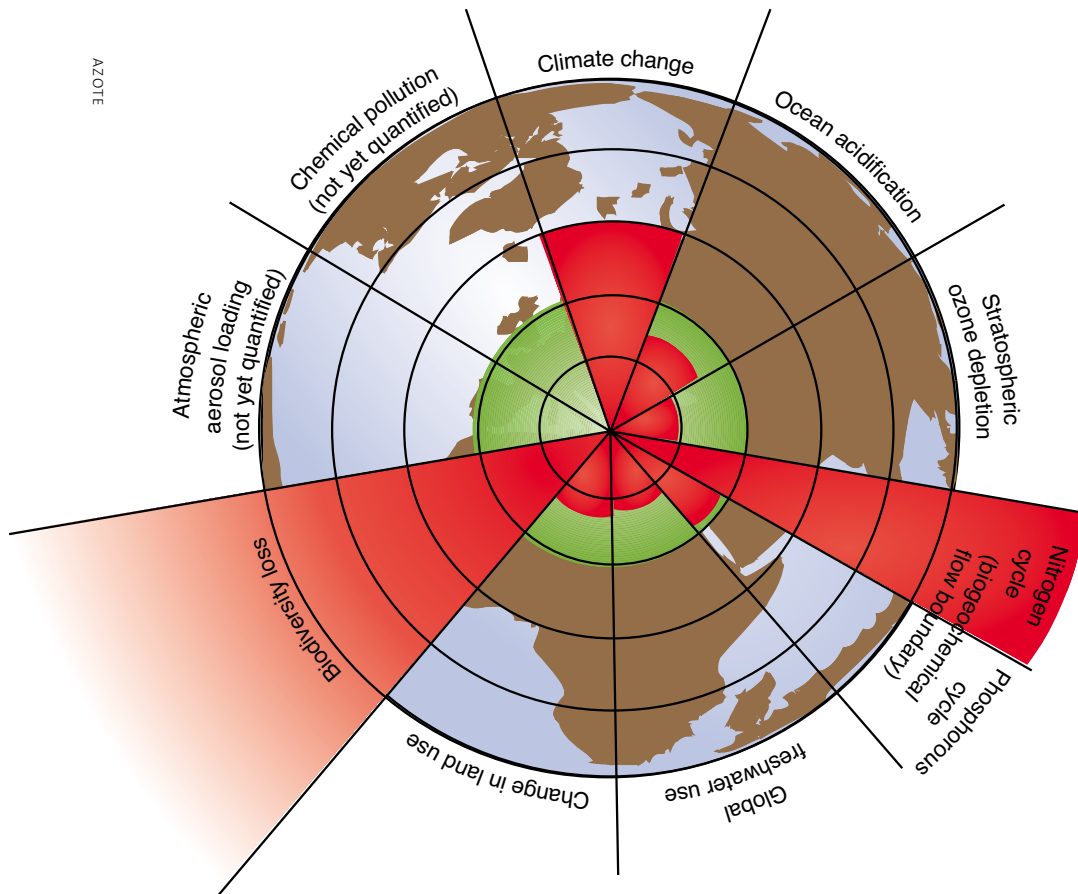 AZOTE
Climate change
Ocean acidification
Stratospheric
ozone depletion
Nitrogen
cycle
(biogeochemical
flow boundary)
Phosphorous
cycle
Global
freshwater use
Change in land use
Biodiversity loss
Atmospheric
aerosol loading
(not yet quantified)
Chemical pollution
(not yet quantified)